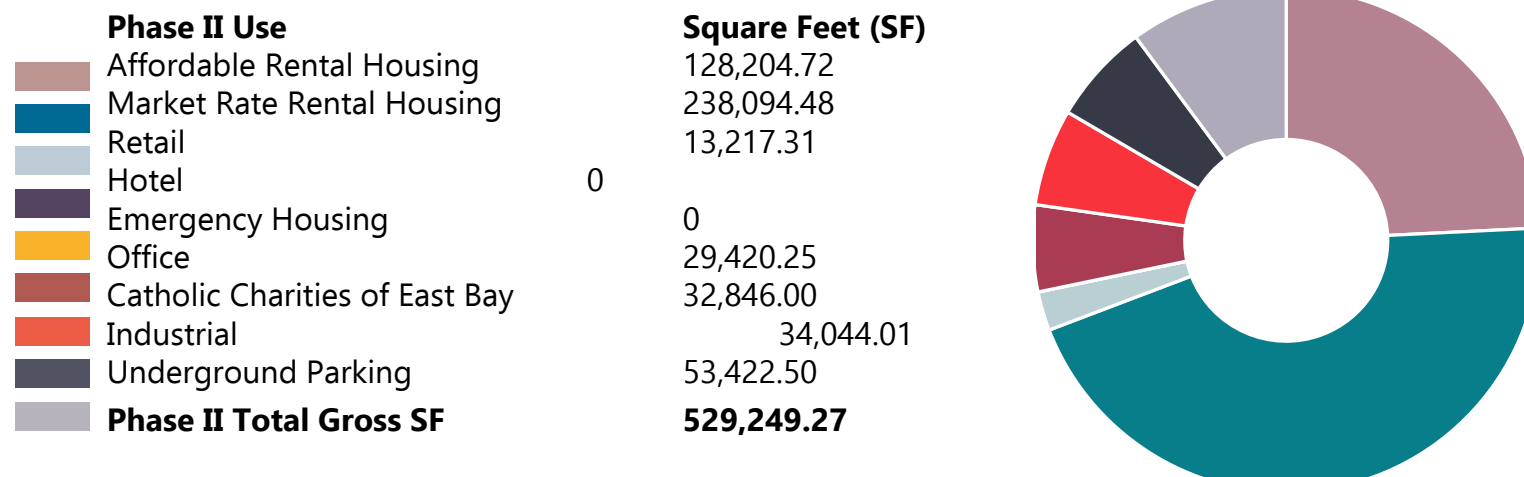 Phase II Use Square Feet (SF)
Affordable Rental Housing 128,204.72
Market Rate Rental Housing 238,094.48
Retail 13,217.31
Hotel 0
Emergency Housing 0
Office 29,420.25
Catholic Charities of East Bay 32,846.00
Industrial 34,044.01
Underground Parking 53,422.50
Phase II Total Gross SF 529,249.27